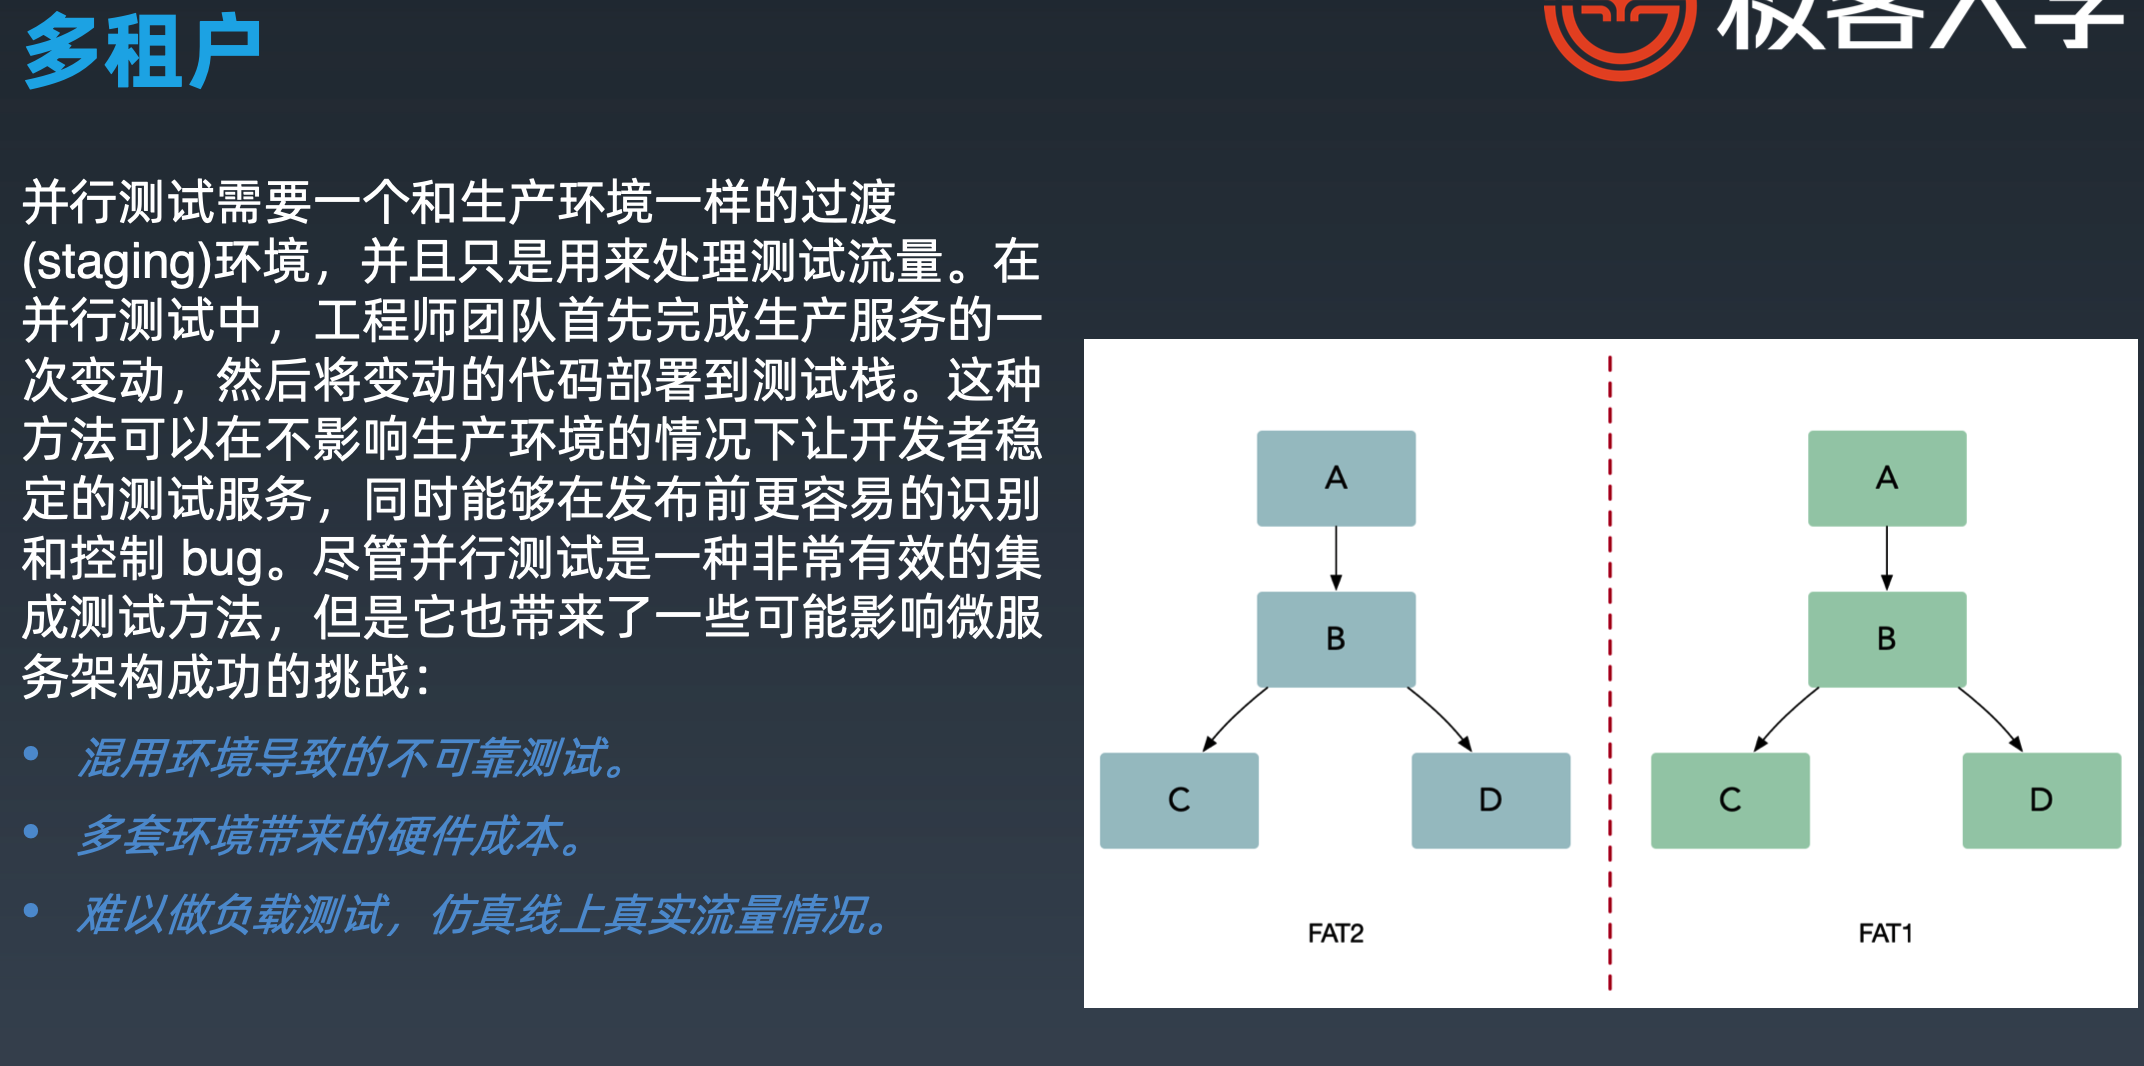 多租户
极客大学
并行测试需要一个和生产环境一样的过渡
(staging)环境，并且只是用来处理测试流量。在
并行测试中，工程师团队首先完成生产服务的一
次变动，然后将变动的代码部署到测试栈。这种
方法可以在不影响生产环境的情况下让开发者稳
定的测试服务，同时能够在发布前更容易的识别
和控制 bug。尽管并行测试是一种非常有效的集
成测试方法，但是它也带来了一些可能影响微服
务架构成功的挑战：
• 混用环境导致的不可靠测试。
• 多套环境带来的硬件成本。
• 难以做负载测试，仿真线上真实流量情况。
A
B
C
D
FAT2
A
B
C
D
FAT1